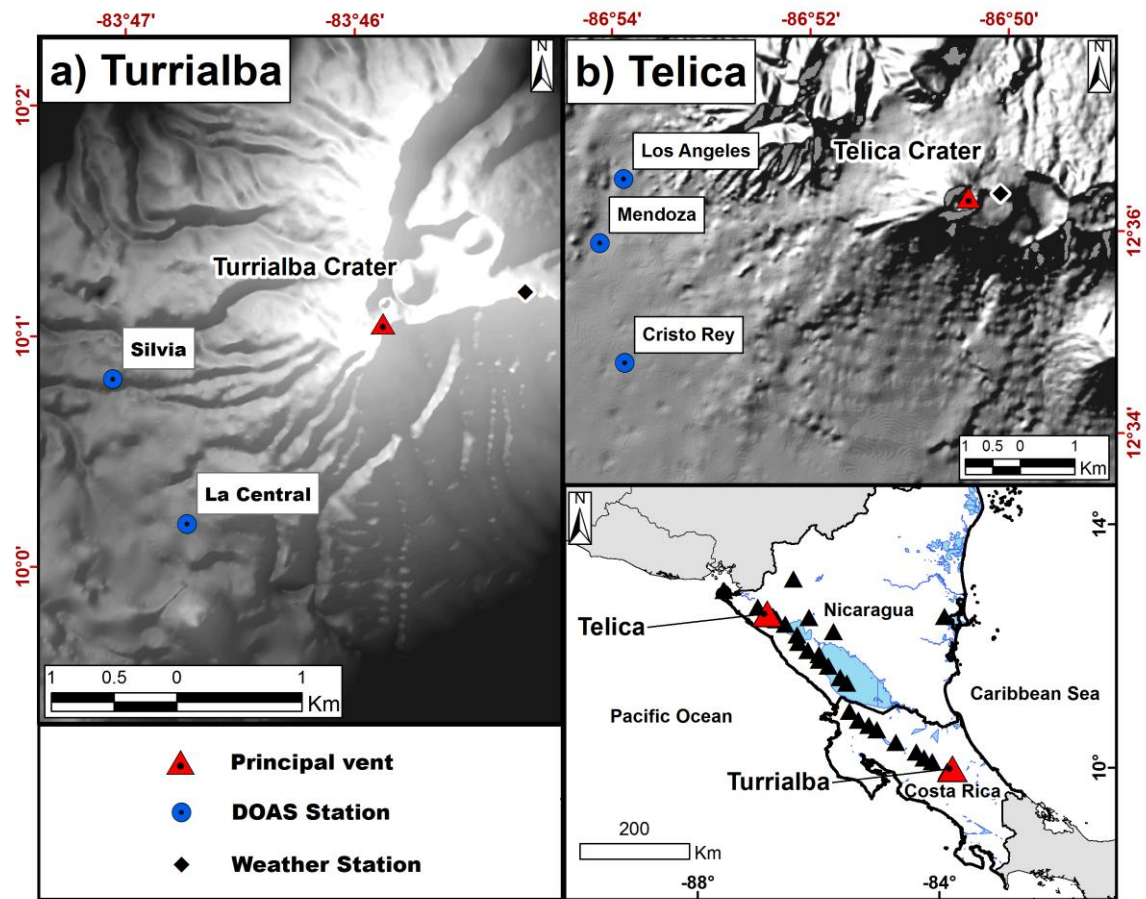 -83°47'
-83°46'
a) Turrialba
N
10°2'
10°1'
10°0'
Turrialba Crater
Silvia
La Central
1 0.5 0 1
Km
Principal vent
DOAS Station
Weather Station
-86°54'
-86°52'
-86°50'
b) Telica
N
Los Angeles
Telica Crater
Mendoza
12°36'
Cristo Rey
12°34'
1 0.5 0 1
Km
N
14°
Nicaragua
Telica
Caribbean Sea
Pacific Ocean
Turrialba
10°
Costa Rica
200
Km
-88°
-84°